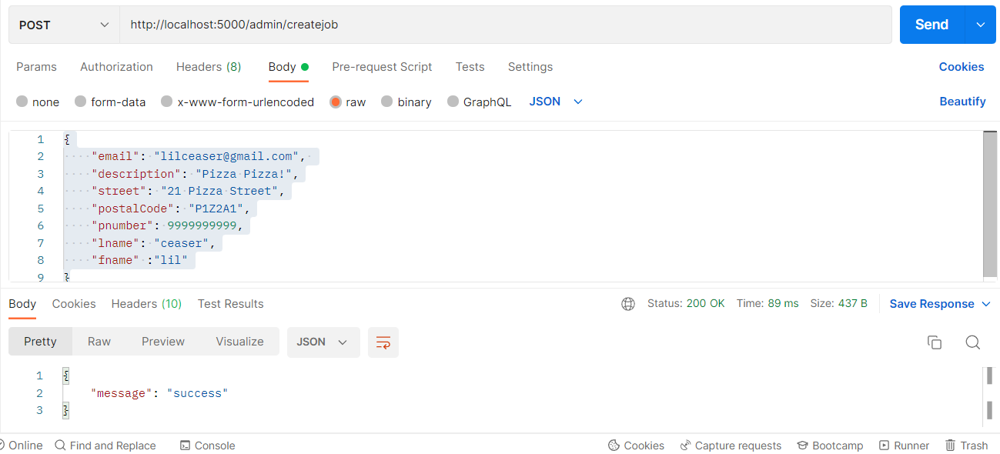 POST http://localhost:5000/admin/createjob Send
Params Authorization Headers (8) Body Pre-request Script Tests Settings Cookies
none form-data x-www-form-urlencoded raw binary GraphQL JSON Beautify
1 {
2 "email": "lilceaser@gmail.com",
3 "description": "Pizza Pizza!",
4 "street": "21 Pizza Street",
5 "postalCode": "P1Z2A1",
6 "pnumber": 9999999999,
7 "lname": "ceaser",
8 "fname" :"lil"
9 }
Body Cookies Headers (10) Test Results Status: 200 OK Time: 89 ms Size: 437 B Save Response
Pretty Raw Preview Visualize JSON
1 {
2 "message": "success"
3 }
Online Find and Replace Console Cookies Capture requests Bootcamp Runner Trash